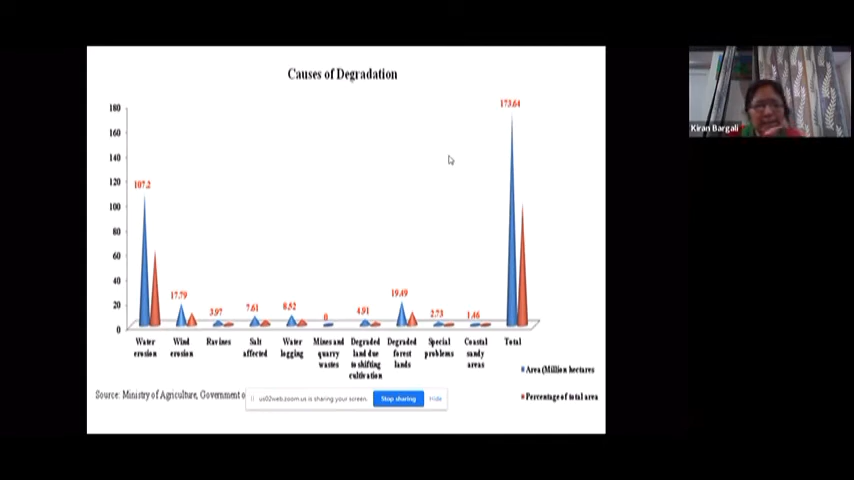 Causes of Degradation
180
160
140
120
100
80
60
40
20
0
107.2
17.79
3.97
7.61
8.52
0
4.91
19.49
2.73
1.46
173.64
Water erosion
Wind erosion
Ravines
Salt affected
Water logging
Mines and quarry wastes
Degraded land due to shifting cultivation
Degraded forest lands
Special problems
Coastal sandy areas
Total
Area (Million hectares
Percentage of total area
Source: Ministry of Agriculture, Government o
us02web.zoom.us is sharing your screen.
Stop sharing
Hide
Kiran Bargali